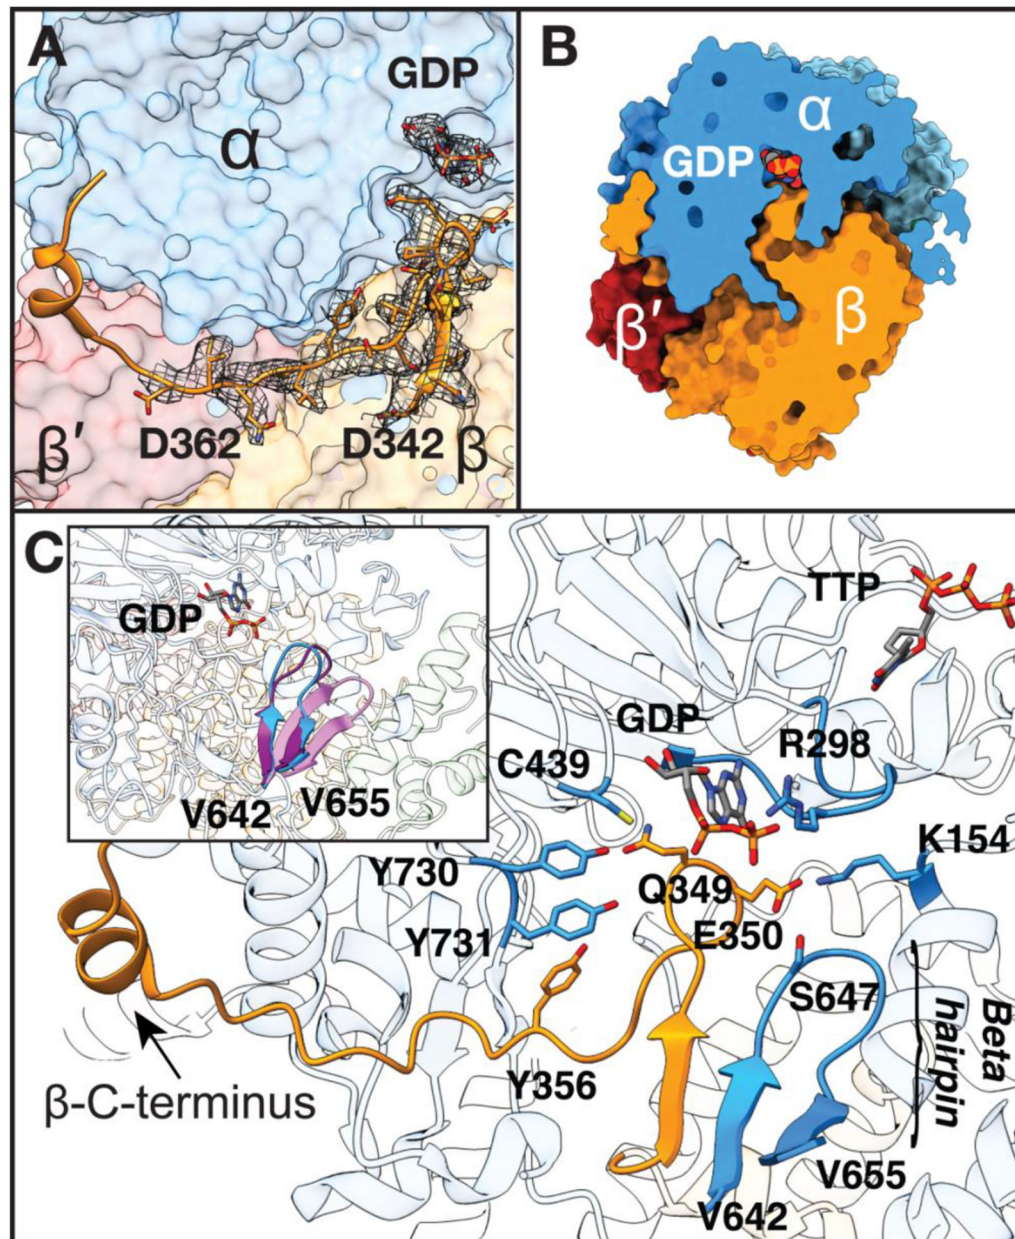 A
GDP
α
β′
D362
D342
β
B
α
GDP
β′
β
C
GDP
V642
V655
TTP
GDP
R298
C439
K154
Y730
Q349
Y731
E350
S647
Beta
hairpin
Y356
β-C-terminus
V655
V642